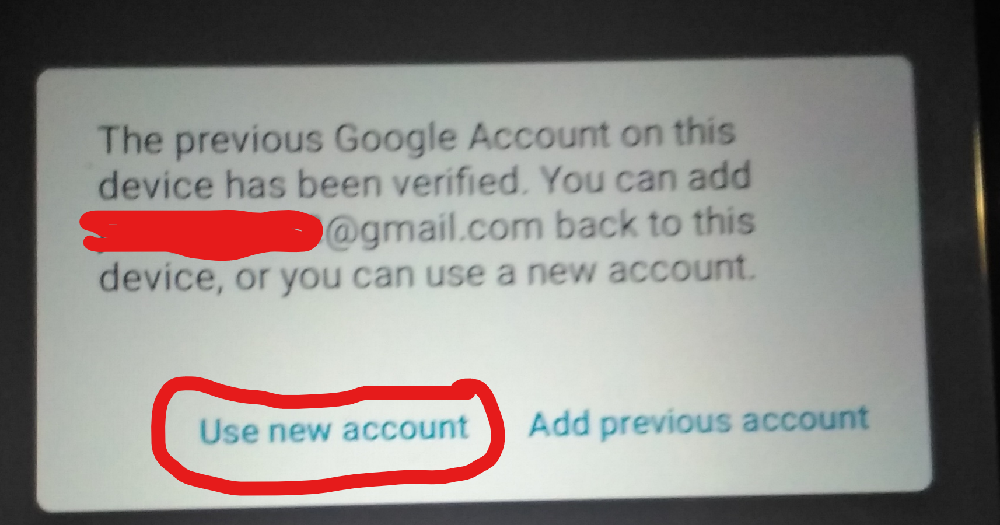 The previous Google Account on this
device has been verified. You can add
@gmail.com back to this
device, or you can use a new account.
Use new account Add previous account